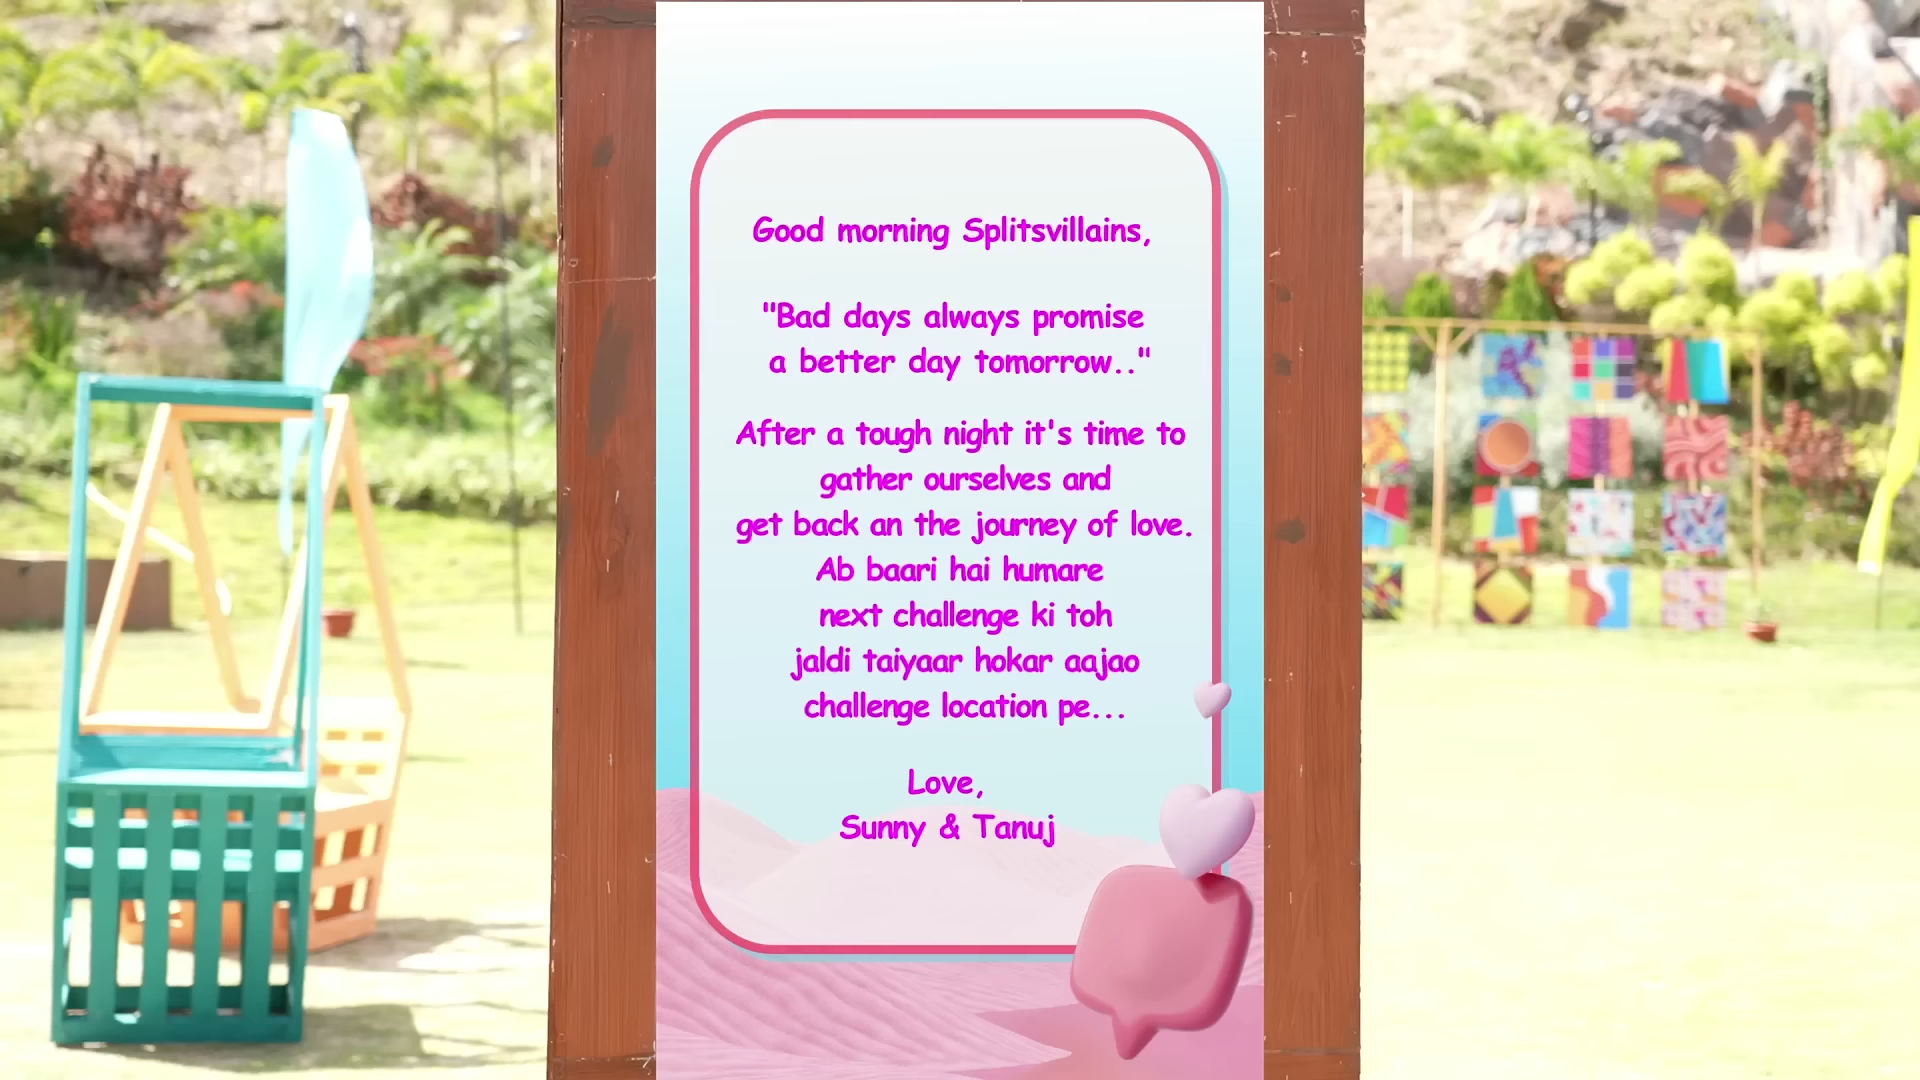 Good morning Splitsvillains,
"Bad days always promise
a better day tomorrow.."
After a tough night it's time to
gather ourselves and
get back an the journey of love.
Ab baari hai humare
next challenge ki toh
jaldi taiyaar hokar aajao
challenge location pe...
Love,
Sunny & Tanuj